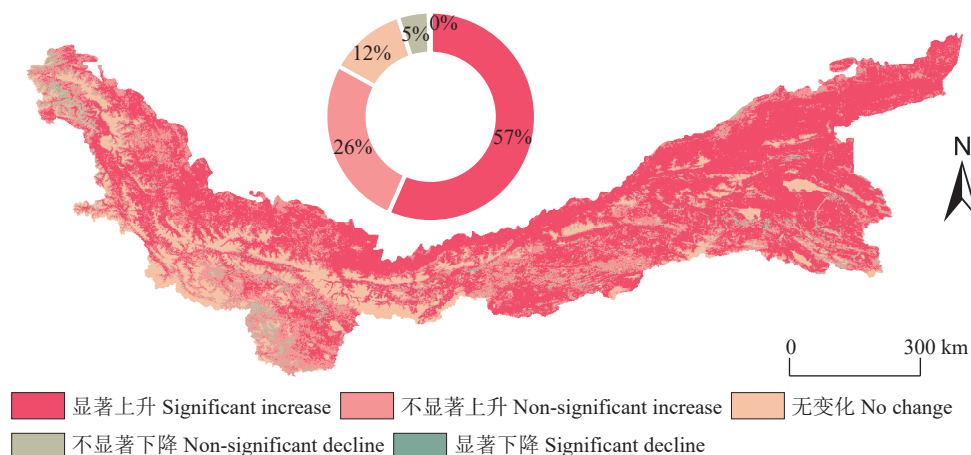 0%
5%
12%
57%
26%
N
0 300 km
显著上升 Significant increase 不显著上升 Non-significant increase 无变化 No change
不显著下降 Non-significant decline 显著下降 Significant decline